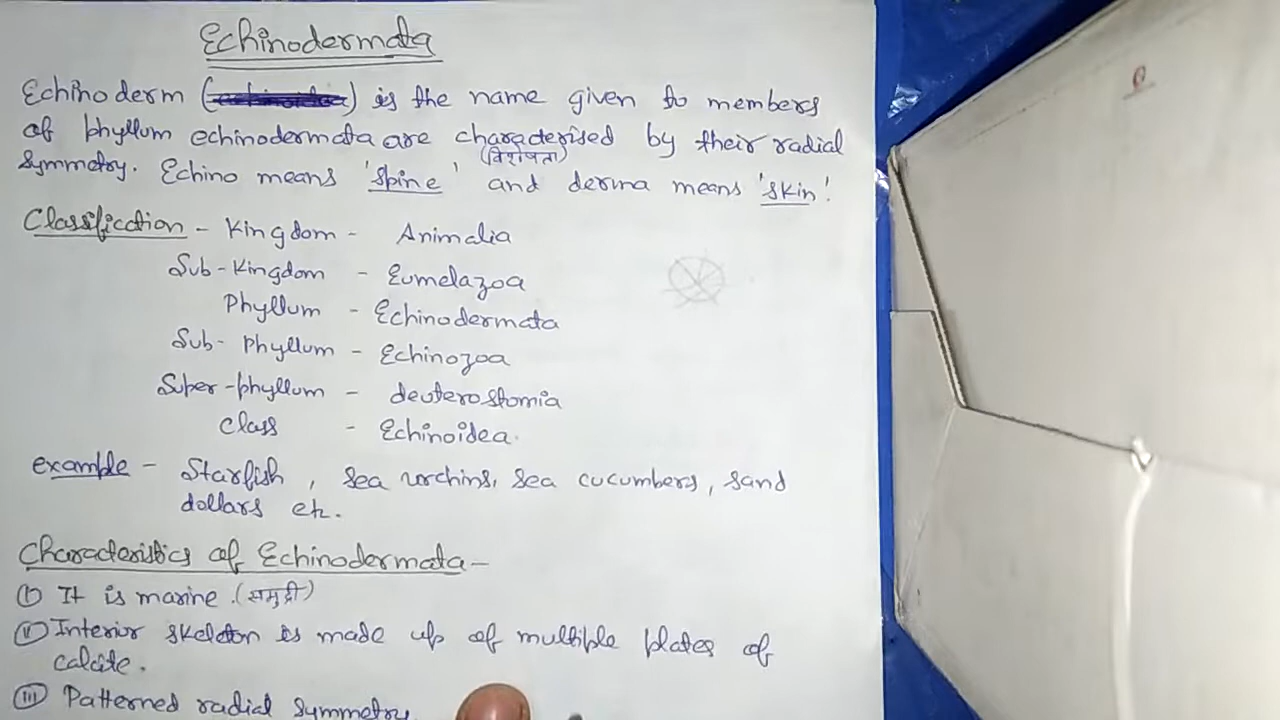 Echinodermata
Echinoderm ( ) is the name given to members
of phyllum echinodermata are characterised by their radial
(विशेषता)
symmetry. Echino means 'spine' and derma means 'skin'.
Classification - Kingdom - Animalia
Sub-Kingdom - Eumelazoa
Phyllum - Echinodermata
Sub-Phyllum - Echinozoa
Super-phyllum - deuterostomia
Class - Echinoidea.
example - Starfish, sea urchins, sea cucumbers, sand
dollars etc.
Characteristics of Echinodermata -
(I) It is marine. (समुद्री)
(II) Interior skeleton is made up of multiple plates of
calcite.
(III) Patterned radial symmetry